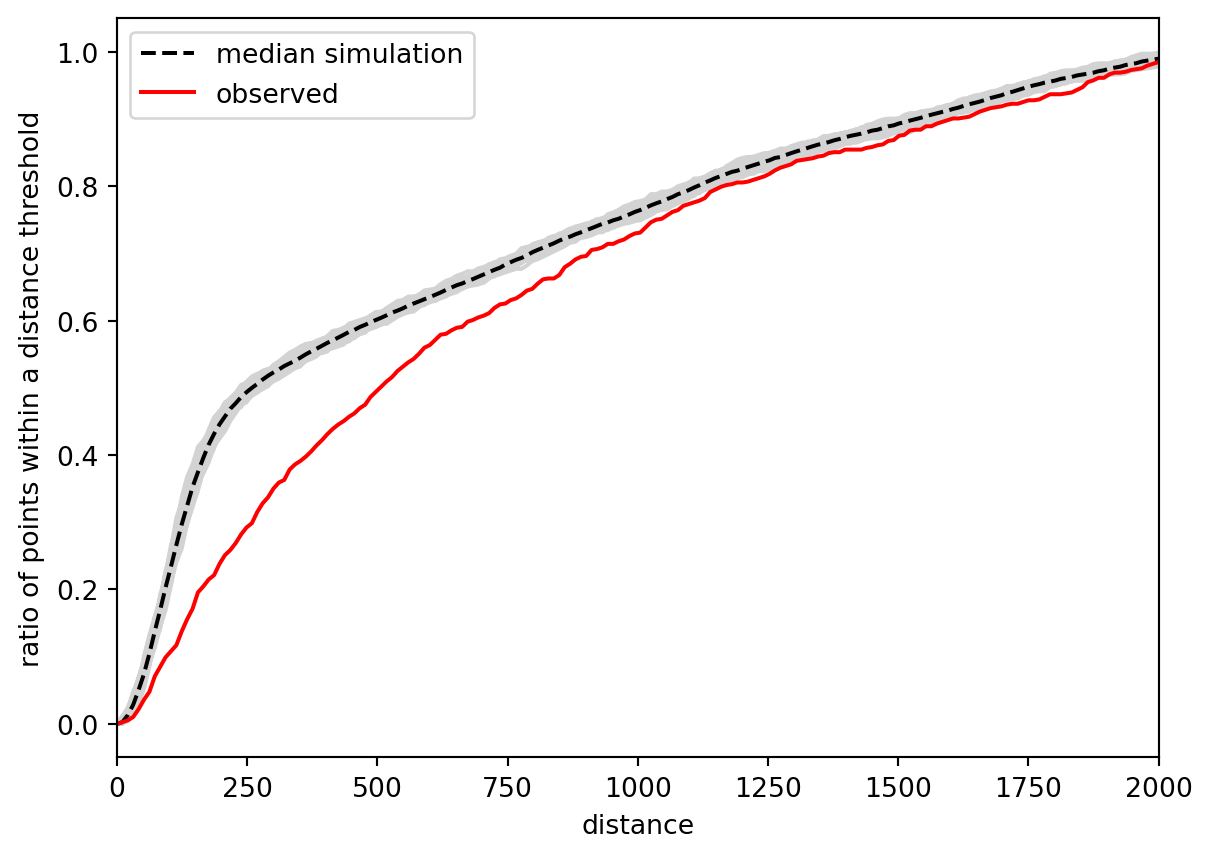 median simulation
observed
ratio of points within a distance threshold
1.0
0.8
0.6
0.4
0.2
0.0
0 250 500 750 1000 1250 1500 1750 2000
distance